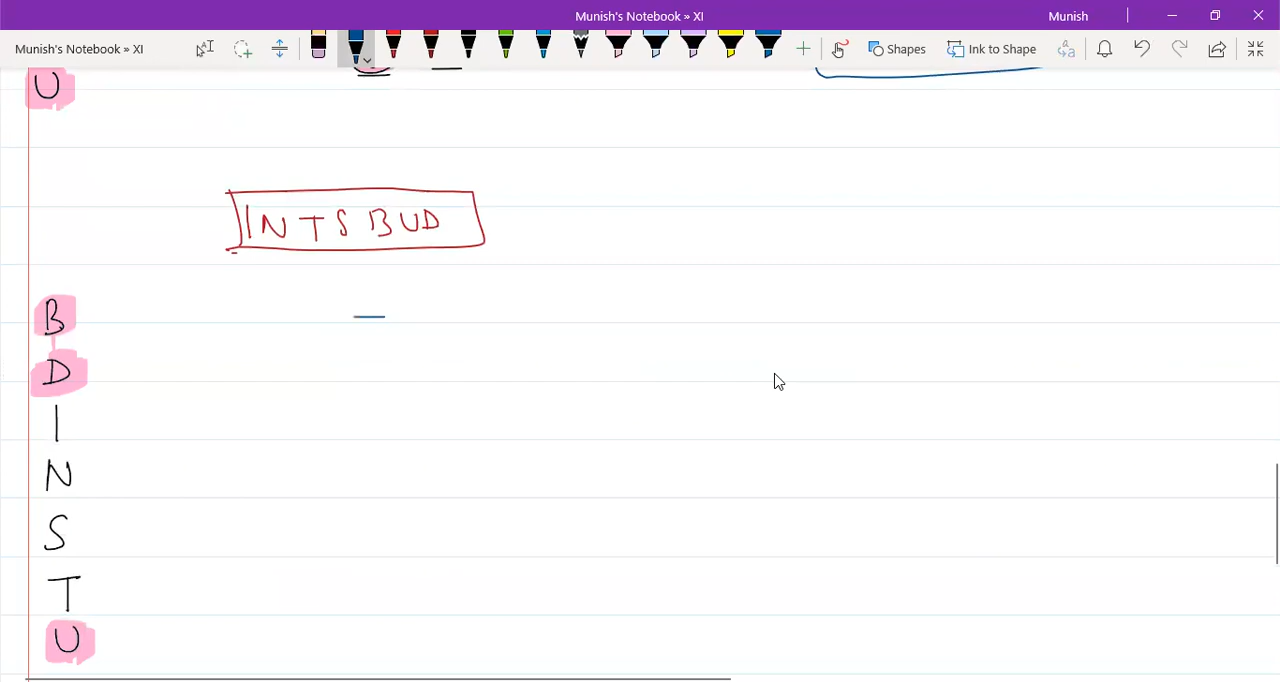 Munish's Notebook » XI
Munish
Munish's Notebook » XI
Shapes
Ink to Shape
U
INTSBUD
B
D
I
N
S
T
U